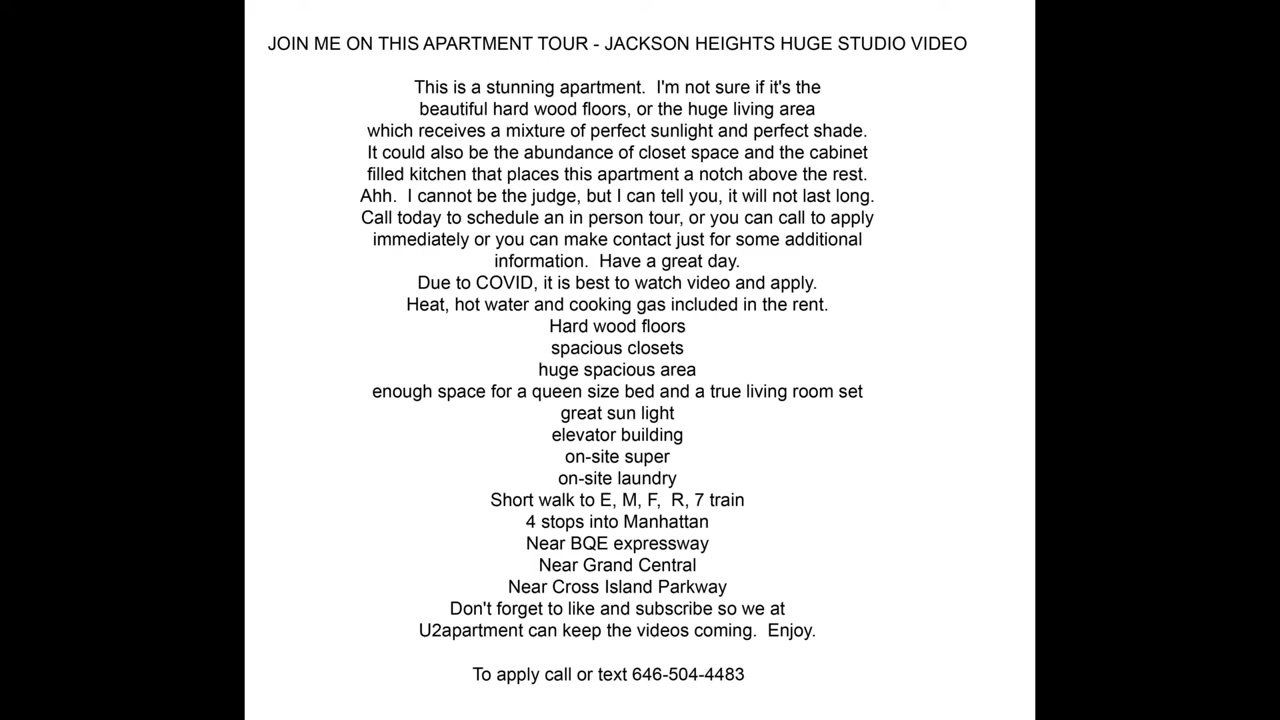 JOIN ME ON THIS APARTMENT TOUR - JACKSON HEIGHTS HUGE STUDIO VIDEO
This is a stunning apartment.  I'm not sure if it's the
beautiful hard wood floors, or the huge living area
which receives a mixture of perfect sunlight and perfect shade.
It could also be the abundance of closet space and the cabinet
filled kitchen that places this apartment a notch above the rest.
Ahh.  I cannot be the judge, but I can tell you, it will not last long.
Call today to schedule an in person tour, or you can call to apply
immediately or you can make contact just for some additional
information.  Have a great day.
Due to COVID, it is best to watch video and apply.
Heat, hot water and cooking gas included in the rent.
Hard wood floors
spacious closets
huge spacious area
enough space for a queen size bed and a true living room set
great sun light
elevator building
on-site super
on-site laundry
Short walk to E, M, F,  R, 7 train
4 stops into Manhattan
Near BQE expressway
Near Grand Central
Near Cross Island Parkway
Don't forget to like and subscribe so we at
U2apartment can keep the videos coming.  Enjoy.
To apply call or text 646-504-4483